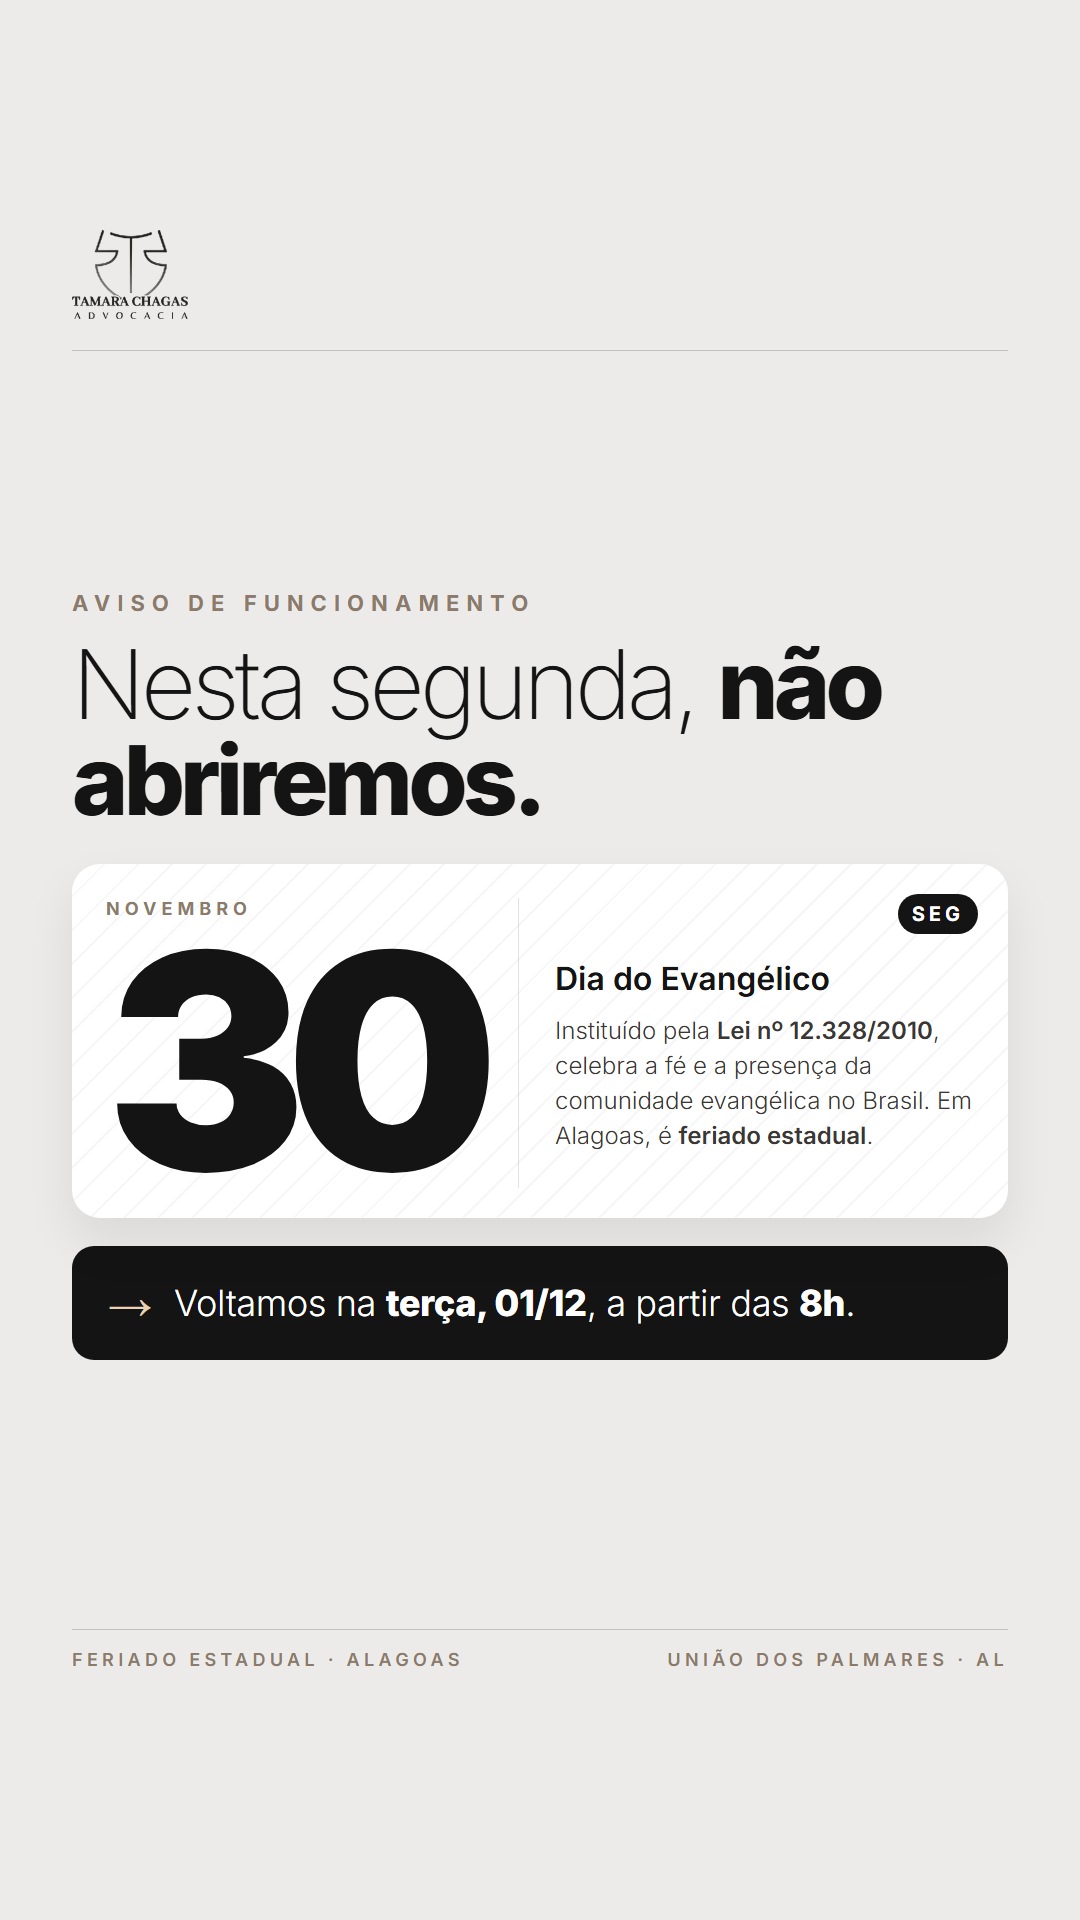 TAMARA CHAGAS
ADVOCACIA
AVISO DE FUNCIONAMENTO
Nesta segunda, não
abriremos.
NOVEMBRO
30
SEG
Dia do Evangélico
Instituído pela Lei nº 12.328/2010,
celebra a fé e a presença da
comunidade evangélica no Brasil. Em
Alagoas, é feriado estadual.
→ Voltamos na terça, 01/12, a partir das 8h.
FERIADO ESTADUAL · ALAGOAS
UNIÃO DOS PALMARES · AL